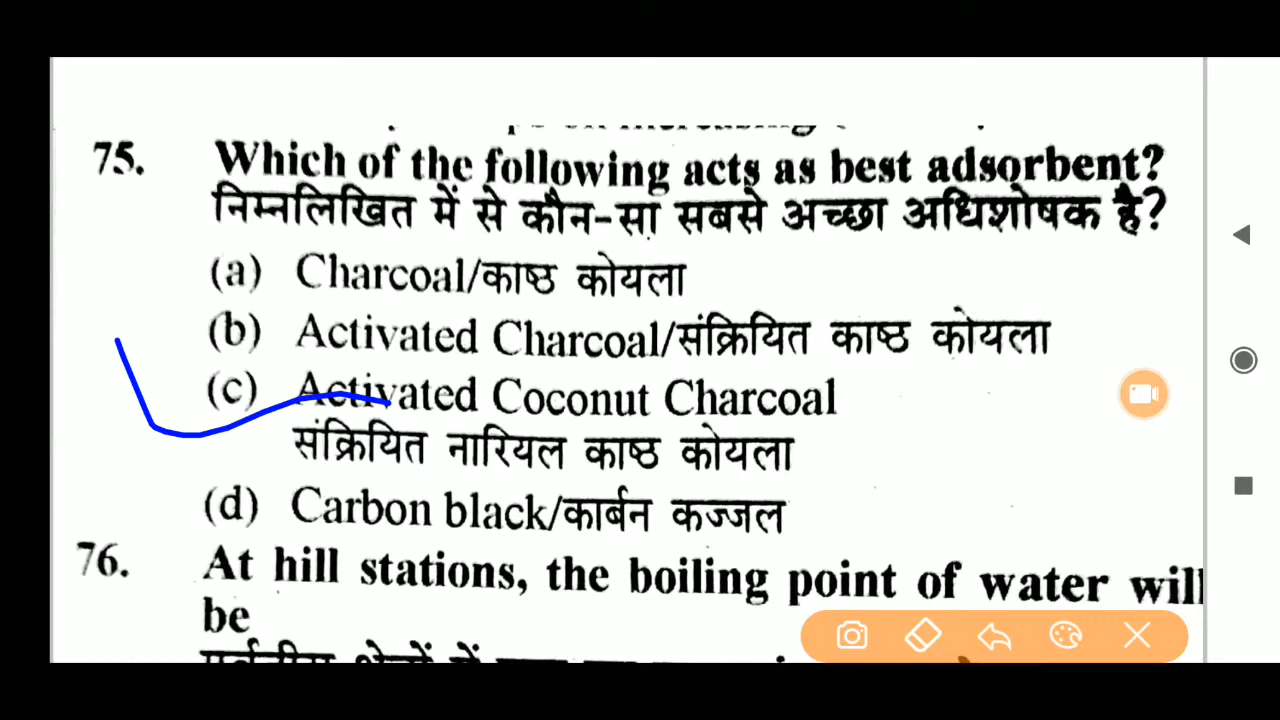 75. Which of the following acts as best adsorbent?
निम्नलिखित में से कौन-सा सबसे अच्छा अधिशोषक है?
(a) Charcoal/काष्ठ कोयला
(b) Activated Charcoal/संक्रियित काष्ठ कोयला
(c) Activated Coconut Charcoal
संक्रियित नारियल काष्ठ कोयला
(d) Carbon black/कार्बन कज्जल
76. At hill stations, the boiling point of water will
be